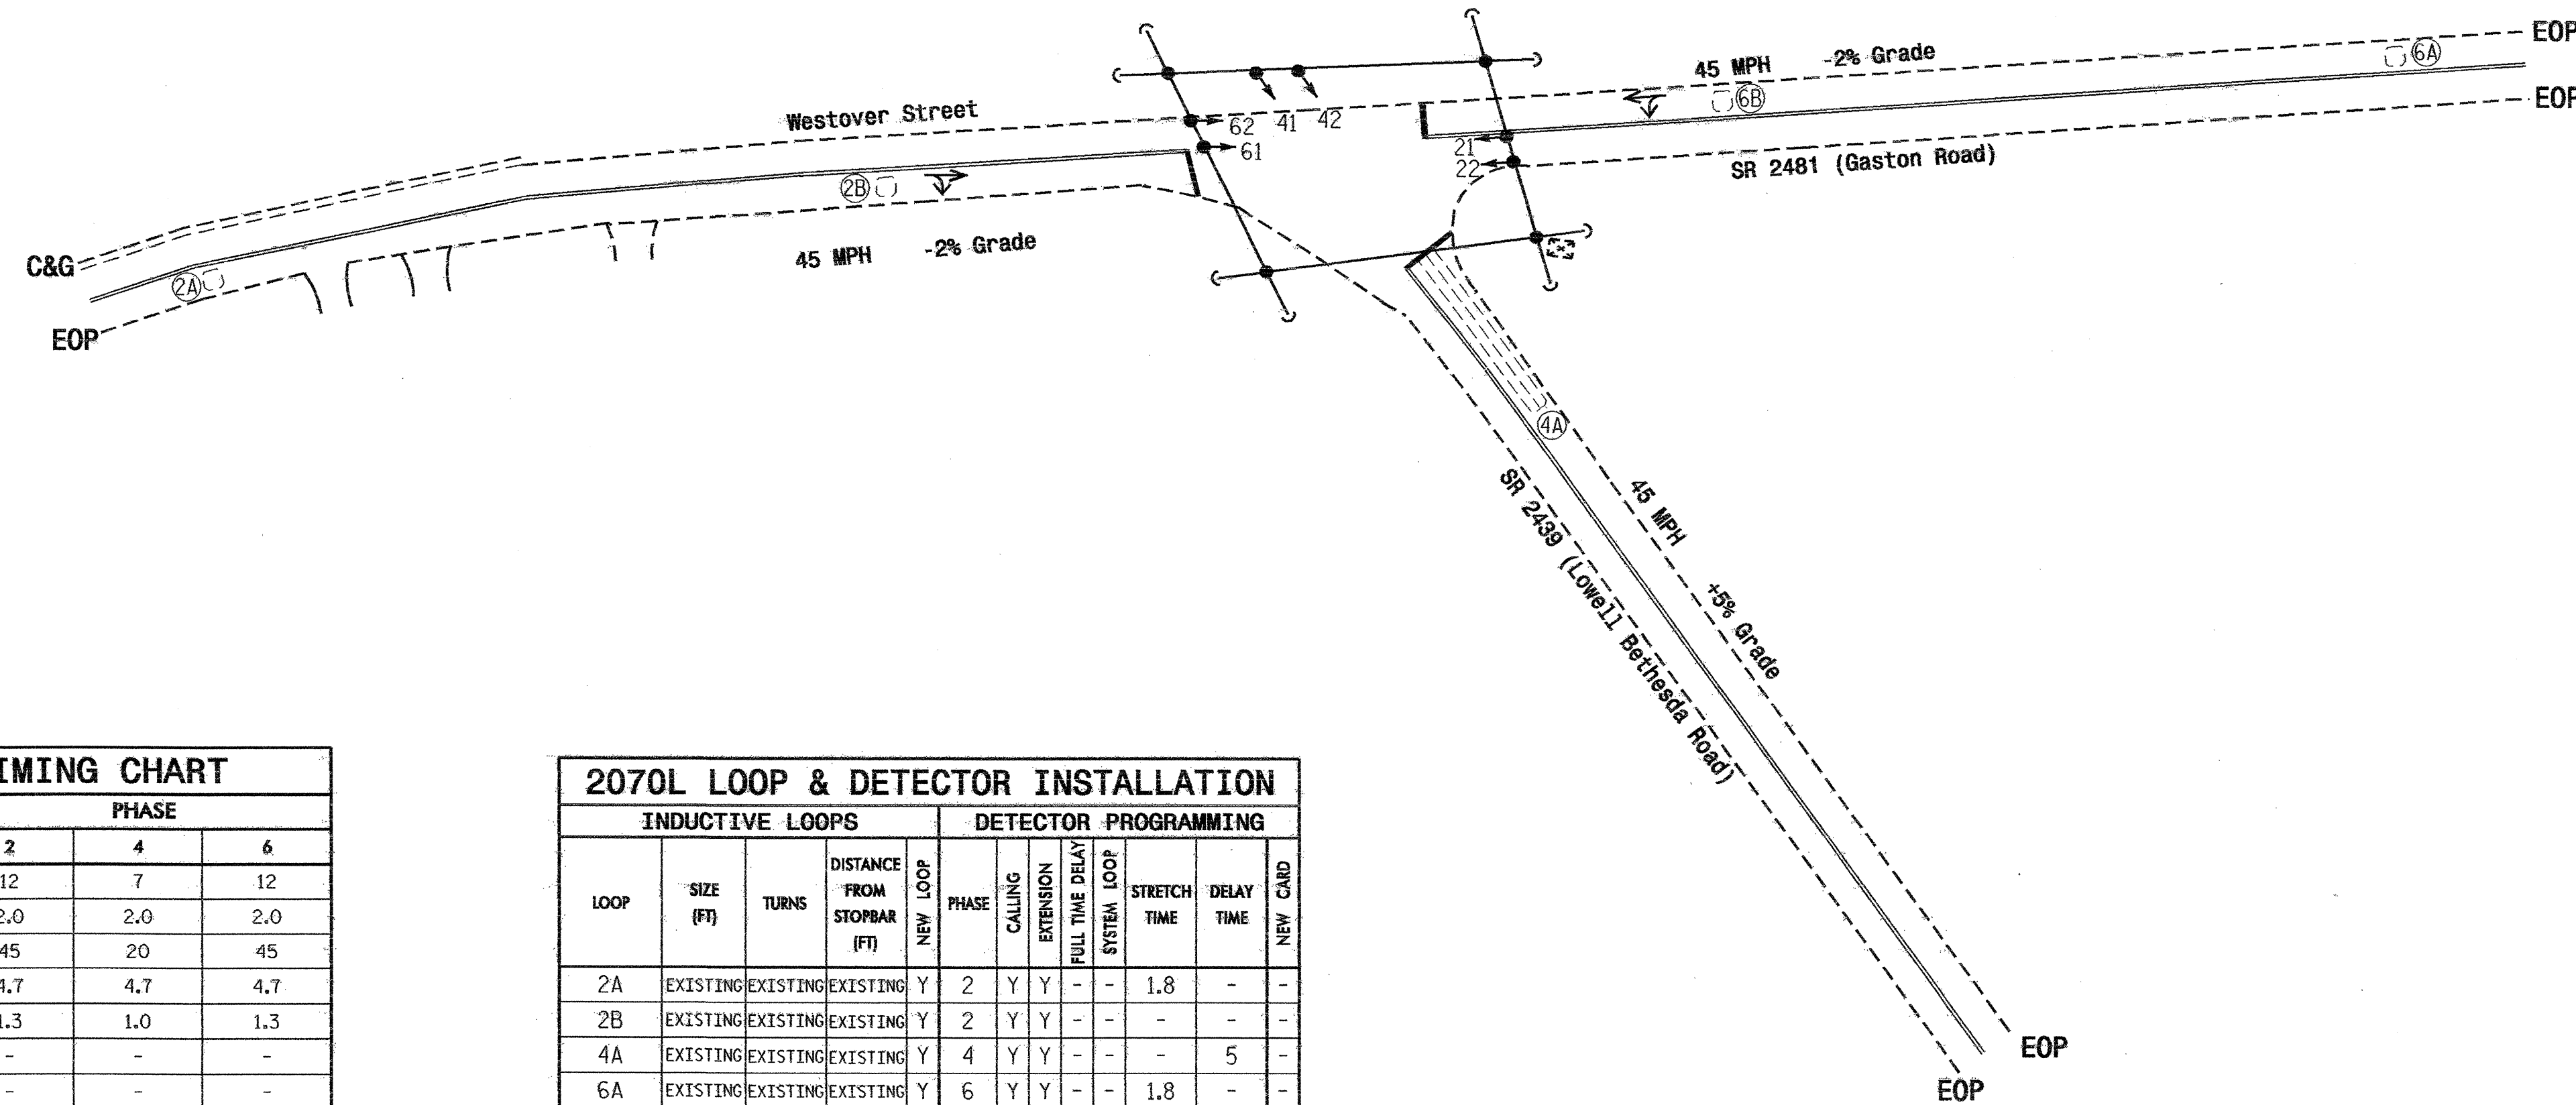 EOP
45 MPH -2% Grade
6A
6B
EOP
Westover Street
62 41 42
61
21
22
SR 2481 (Gaston Road)
2B
45 MPH -2% Grade
C&G
2A
EOP
4A
45 MPH
+5% Grade
SR 2439 (Lowell Bethesda Road)
EOP
EOP
IMING CHART
PHASE
2 4 6
12 7 12
2.0 2.0 2.0
45 20 45
4.7 4.7 4.7
1.3 1.0 1.3
- - -
- - -
2070L LOOP & DETECTOR INSTALLATION
INDUCTIVE LOOPS DETECTOR PROGRAMMING
LOOP SIZE (FT) TURNS DISTANCE FROM STOPBAR (FT) NEW LOOP PHASE CALLING EXTENSION FULL TIME DELAY SYSTEM LOOP STRETCH TIME DELAY TIME NEW CARD
2A EXISTING EXISTING EXISTING Y 2 Y Y - - 1.8 - -
2B EXISTING EXISTING EXISTING Y 2 Y Y - - - - -
4A EXISTING EXISTING EXISTING Y 4 Y Y - - - 5 -
6A EXISTING EXISTING EXISTING Y 6 Y Y - - 1.8 - -